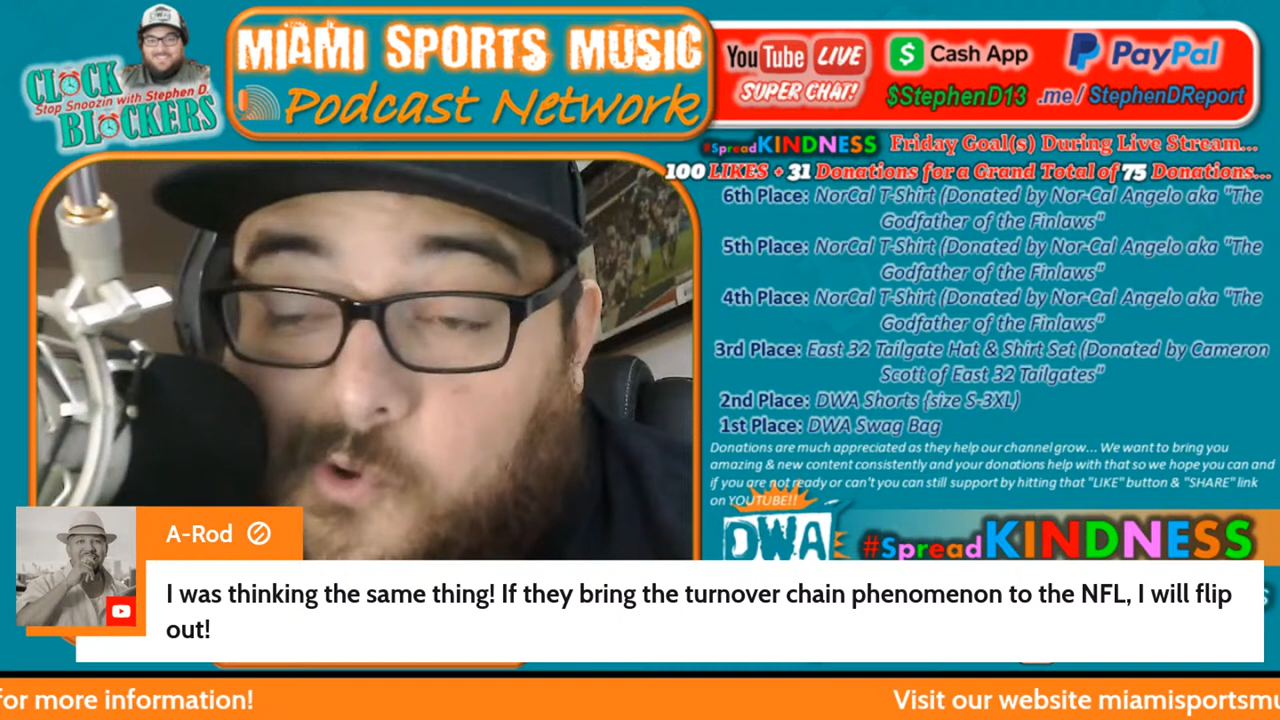 DWA
CLOCK
Stop Snoozin with Stephen D.
BLOCKERS
MIAMI SPORTS MUSIC
Podcast Network
YouTube LIVE
SUPER CHAT!
$ Cash App
$StephenD13
PayPal
.me/StephenDReport
#SpreadKINDNESS Friday Goal(s) During Live Stream...
100 LIKES + 31 Donations for a Grand Total of 75 Donations...
6th Place: NorCal T-Shirt (Donated by Nor-Cal Angelo aka "The
Godfather of the Finlaws"
5th Place: NorCal T-Shirt (Donated by Nor-Cal Angelo aka "The
Godfather of the Finlaws"
4th Place: NorCal T-Shirt (Donated by Nor-Cal Angelo aka "The
Godfather of the Finlaws"
3rd Place: East 32 Tailgate Hat & Shirt Set (Donated by Cameron
Scott of East 32 Tailgates"
2nd Place: DWA Shorts (size S-3XL)
1st Place: DWA Swag Bag
Donations are much appreciated as they help our channel grow... We want to bring you
amazing & new content consistently and your donations help with that so we hope you can and
if you are not ready or can't you can still support by hitting that "LIKE" button & "SHARE" link
on YOUTUBE!!
DWA
#SpreadKINDNESS
A-Rod
I was thinking the same thing! If they bring the turnover chain phenomenon to the NFL, I will flip
out!
for more information!
Visit our website miamisportsmu